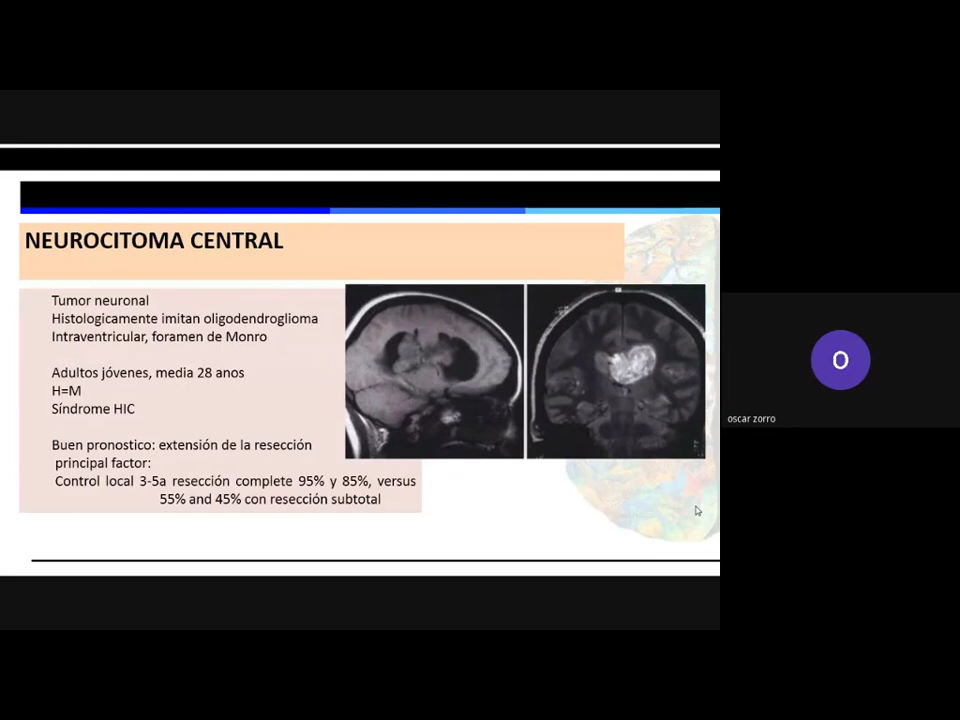 NEUROCITOMA CENTRAL
Tumor neuronal
Histologicamente imitan oligodendroglioma
Intraventricular, foramen de Monro
Adultos jóvenes, media 28 anos
H=M
Síndrome HIC
Buen pronostico: extensión de la resección
principal factor:
Control local 3-5a resección complete 95% y 85%, versus
55% and 45% con resección subtotal
O
oscar zorro